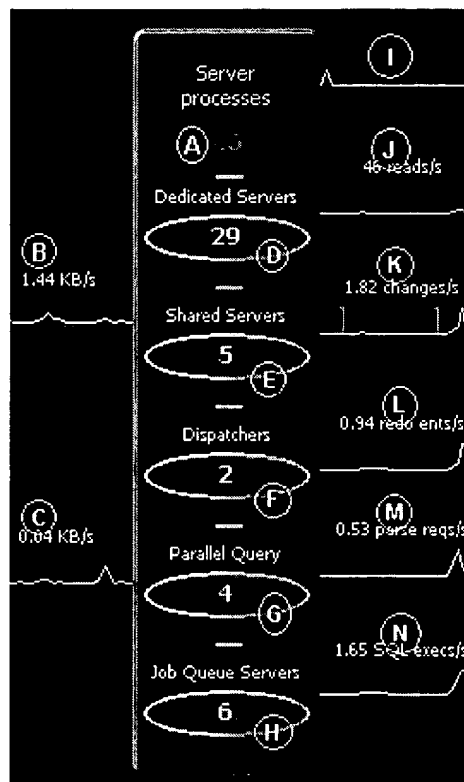 I
Server
processes
A
J
46 reads/s
Dedicated Servers
29
D
B
1.44 KB/s
K
1.82 changes/s
Shared Servers
5
E
L
0.94 redo ents/s
Dispatchers
2
F
C
0.04 KB/s
M
0.53 parse reqs/s
Parallel Query
4
G
N
1.65 SQL execs/s
Job Queue Servers
6
H